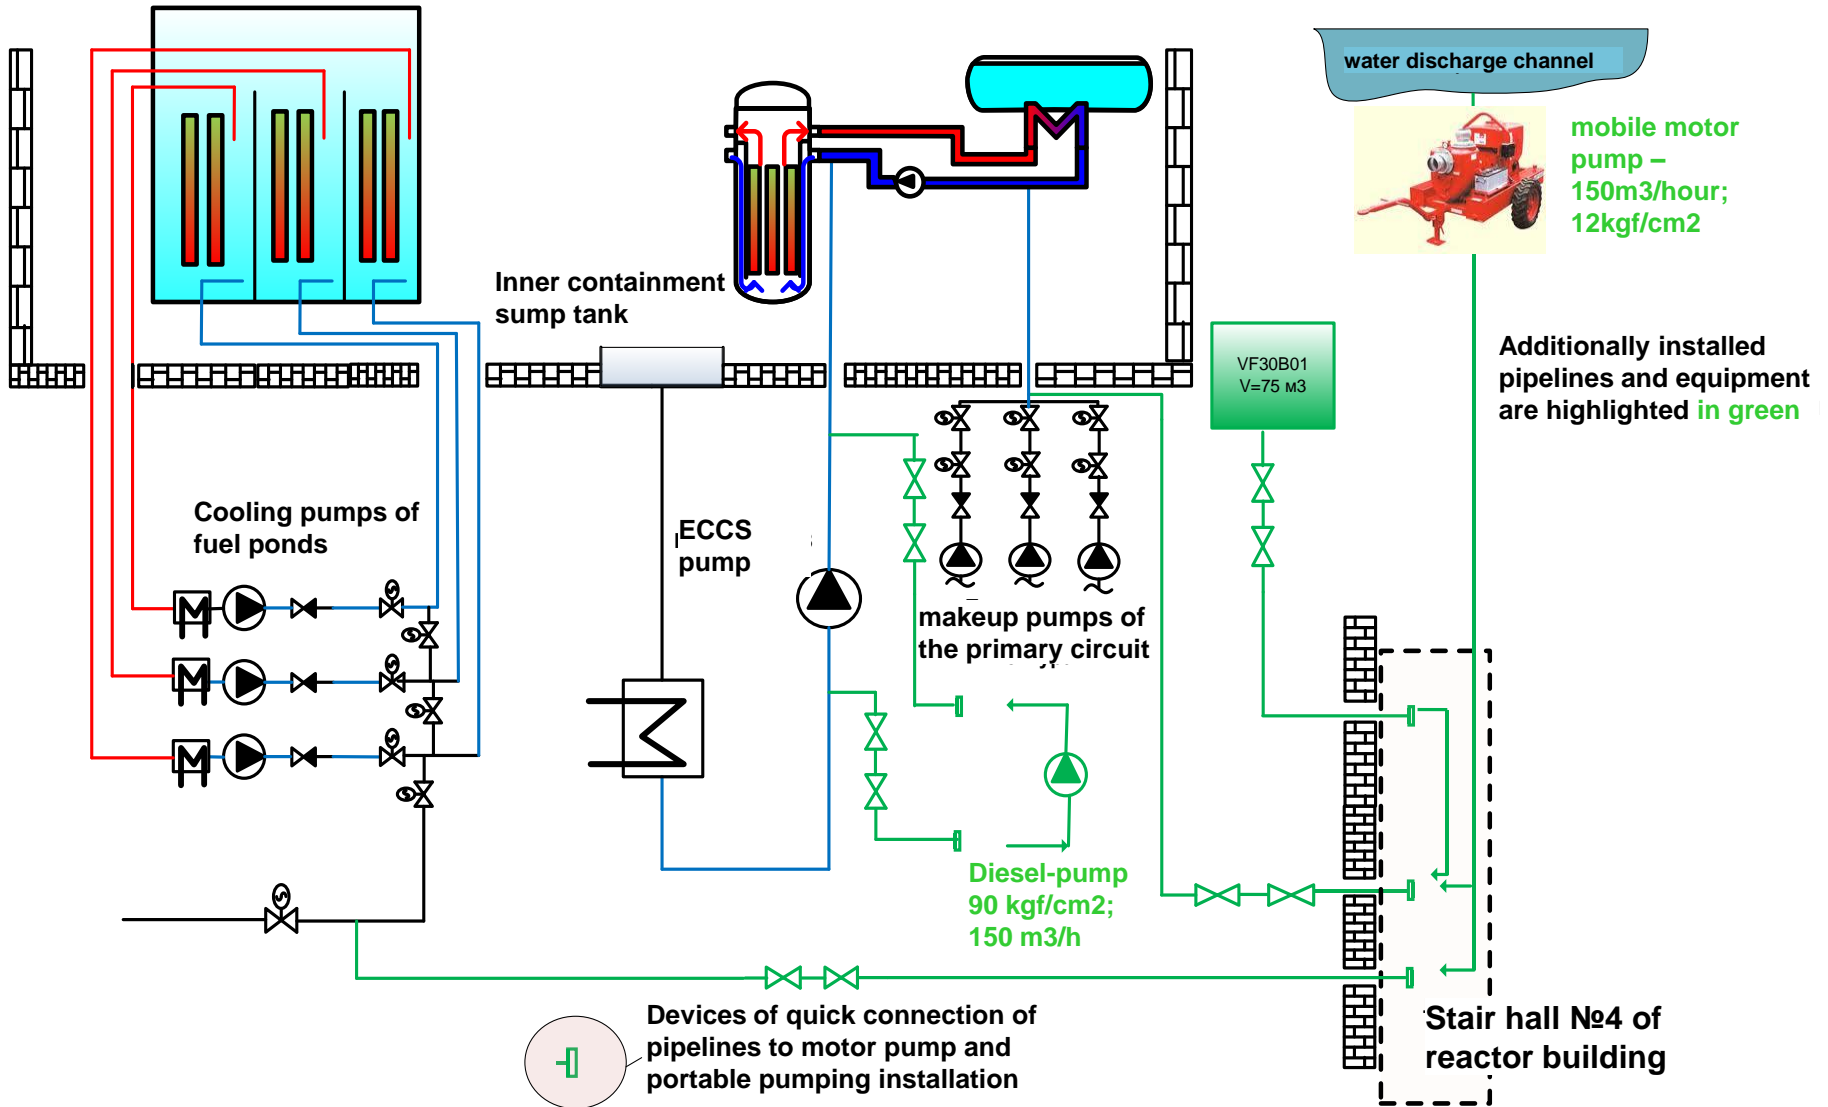 water discharge channel
mobile motor
pump –
150m3/hour;
12kgf/cm2
Inner containment
sump tank
VF30B01
V=75 м3
Additionally installed
pipelines and equipment
are highlighted in green
Cooling pumps of
fuel ponds
ECCS
pump
makeup pumps of
the primary circuit
Diesel-pump
90 kgf/cm2;
150 m3/h
Devices of quick connection of
pipelines to motor pump and
portable pumping installation
Stair hall №4 of
reactor building